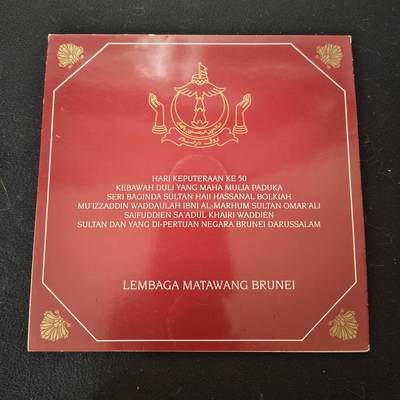 HARI KEPUTERAAN KE 50
KEBAWAH DULI YANG MAHA MULIA PADUKA
SERI BAGINDA SULTAN HAJI HASSANAL BOLKIAH
MU'IZZADDIN WADDAULAH IBNI AL-MARHUM SULTAN OMAR'ALI
SAIFUDDIEN SA'ADUL KHAIRI WADDIEN
SULTAN DAN YANG DI-PERTUAN NEGARA BRUNEI DARUSSALAM
LEMBAGA MATAWANG BRUNEI